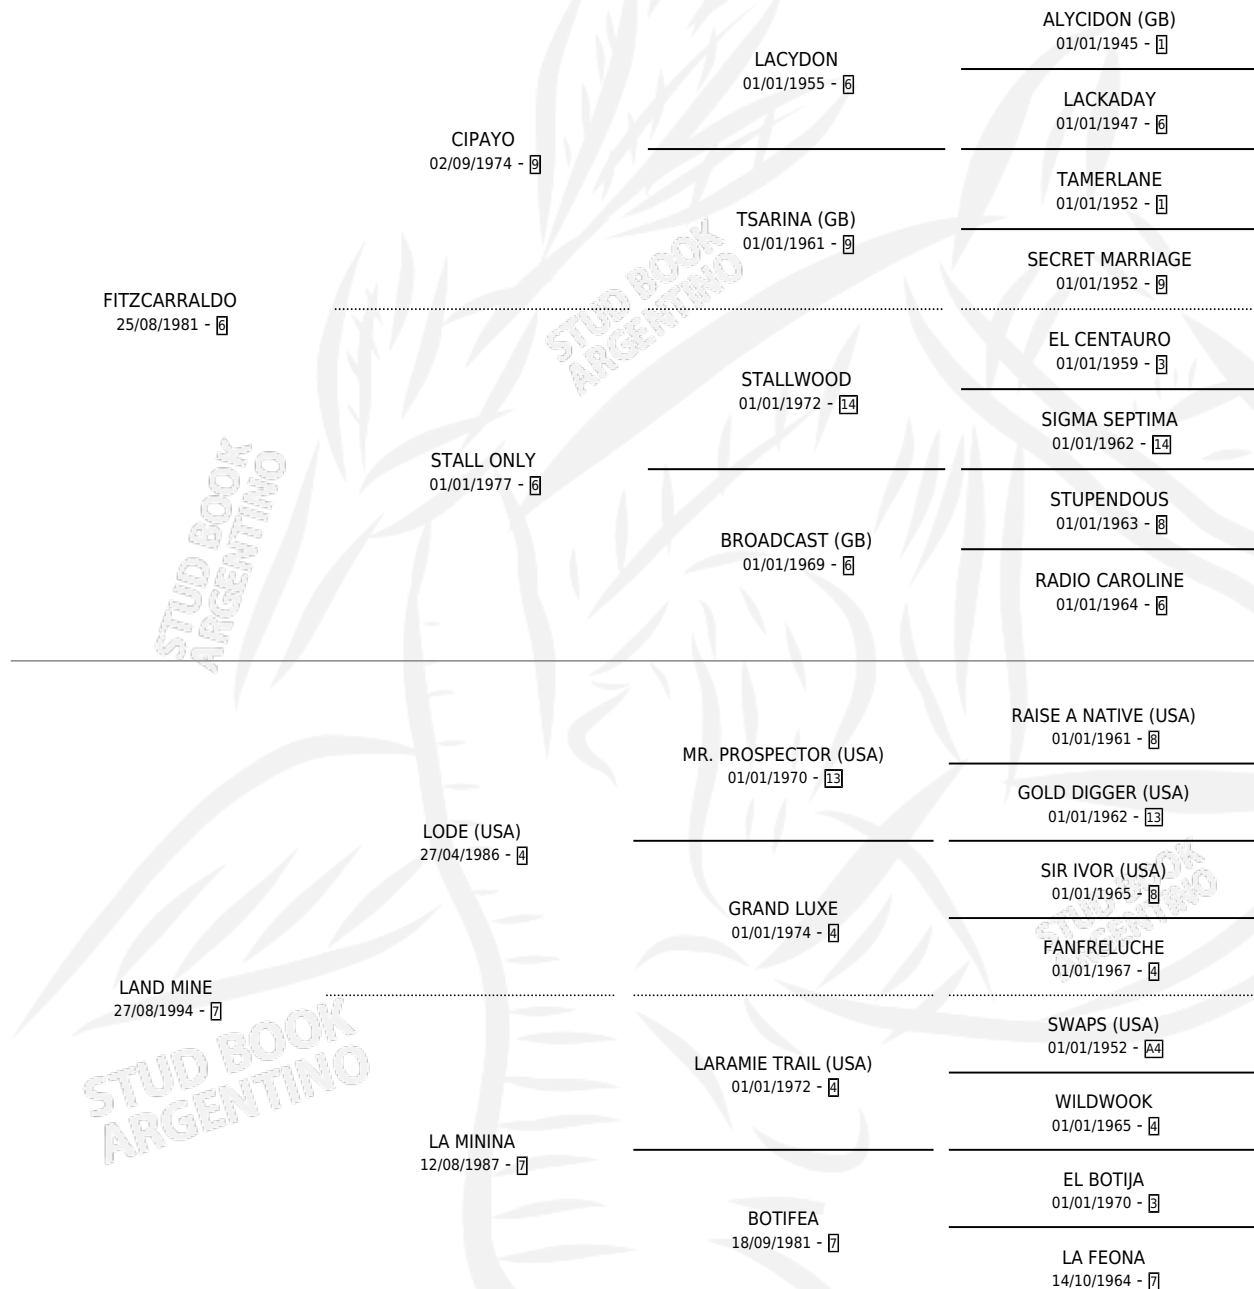 ALYCIDON (GB)
01/01/1945 - 1
LACYDON
01/01/1955 - 6
LACKADAY
01/01/1947 - 6
CIPAYO
02/09/1974 - 9
TAMERLANE
01/01/1952 - 1
TSARINA (GB)
01/01/1961 - 9
SECRET MARRIAGE
01/01/1952 - 9
FITZCARRALDO
25/08/1981 - 6
EL CENTAURO
01/01/1959 - 3
STALLWOOD
01/01/1972 - 14
SIGMA SEPTIMA
01/01/1962 - 14
STALL ONLY
01/01/1977 - 6
STUPENDOUS
01/01/1963 - 8
BROADCAST (GB)
01/01/1969 - 6
RADIO CAROLINE
01/01/1964 - 6
RAISE A NATIVE (USA)
01/01/1961 - 8
MR. PROSPECTOR (USA)
01/01/1970 - 13
GOLD DIGGER (USA)
01/01/1962 - 13
LODE (USA)
27/04/1986 - 4
SIR IVOR (USA)
01/01/1965 - 8
GRAND LUXE
01/01/1974 - 4
FANFRELUCHE
01/01/1967 - 4
LAND MINE
27/08/1994 - 7
SWAPS (USA)
01/01/1952 - A4
LARAMIE TRAIL (USA)
01/01/1972 - 4
WILDWOOK
01/01/1965 - 4
LA MININA
12/08/1987 - 7
EL BOTIJA
01/01/1970 - 3
BOTIFEA
18/09/1981 - 7
LA FEONA
14/10/1964 - 7
STUD BOOK
ARGENTINO
STUD BOOK
ARGENTINO
STUD BOOK
ARGENTINO
STUD BOOK
ARGENTINO